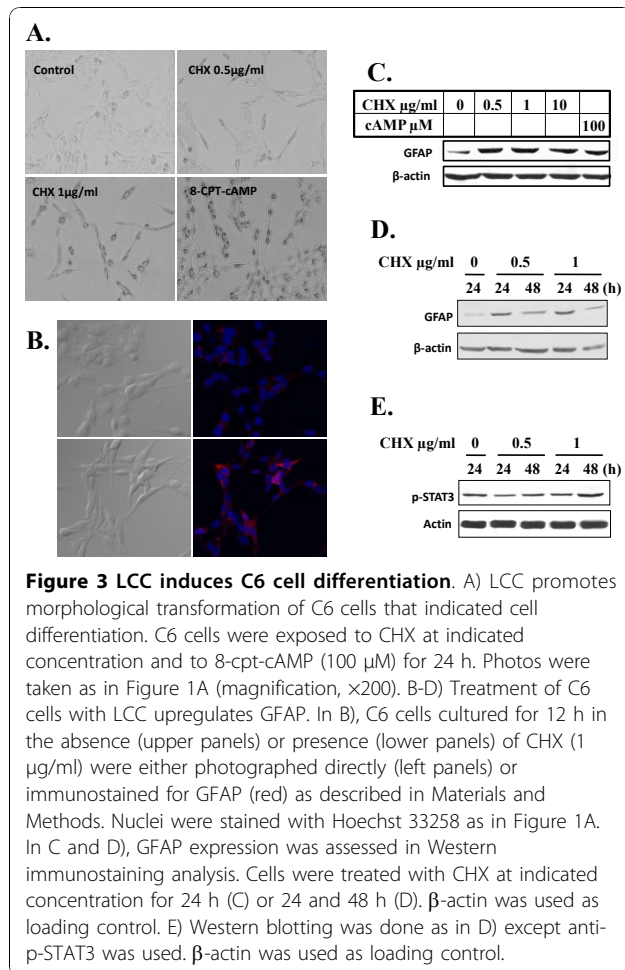 A.
Control
CHX 0.5µg/ml
CHX 1µg/ml
8-CPT-cAMP
B.
C.
CHX µg/ml 0 0.5 1 10
cAMP µM 100
GFAP
β-actin
D.
CHX µg/ml 0 0.5 1
24 24 48 24 48 (h)
GFAP
β-actin
E.
CHX µg/ml 0 0.5 1
24 24 48 24 48 (h)
p-STAT3
Actin
Figure 3 LCC induces C6 cell differentiation. A) LCC promotes
morphological transformation of C6 cells that indicated cell
differentiation. C6 cells were exposed to CHX at indicated
concentration and to 8-cpt-cAMP (100 μM) for 24 h. Photos were
taken as in Figure 1A (magnification, ×200). B-D) Treatment of C6
cells with LCC upregulates GFAP. In B), C6 cells cultured for 12 h in
the absence (upper panels) or presence (lower panels) of CHX (1
μg/ml) were either photographed directly (left panels) or
immunostained for GFAP (red) as described in Materials and
Methods. Nuclei were stained with Hoechst 33258 as in Figure 1A.
In C and D), GFAP expression was assessed in Western
immunostaining analysis. Cells were treated with CHX at indicated
concentration for 24 h (C) or 24 and 48 h (D). β-actin was used as
loading control. E) Western blotting was done as in D) except anti-
p-STAT3 was used. β-actin was used as loading control.